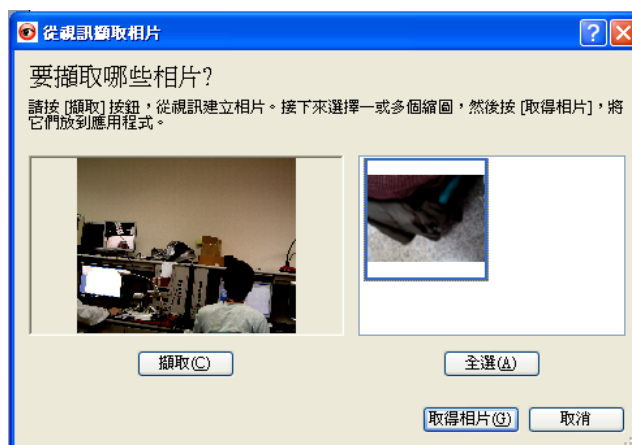 從視訊擷取相片
要擷取哪些相片?
請按 [擷取] 按鈕，從視訊建立相片。接下來選擇一或多個縮圖，然後按 [取得相片]，將
它們放到應用程式。
擷取(C)
全選(A)
取得相片(G)
取消